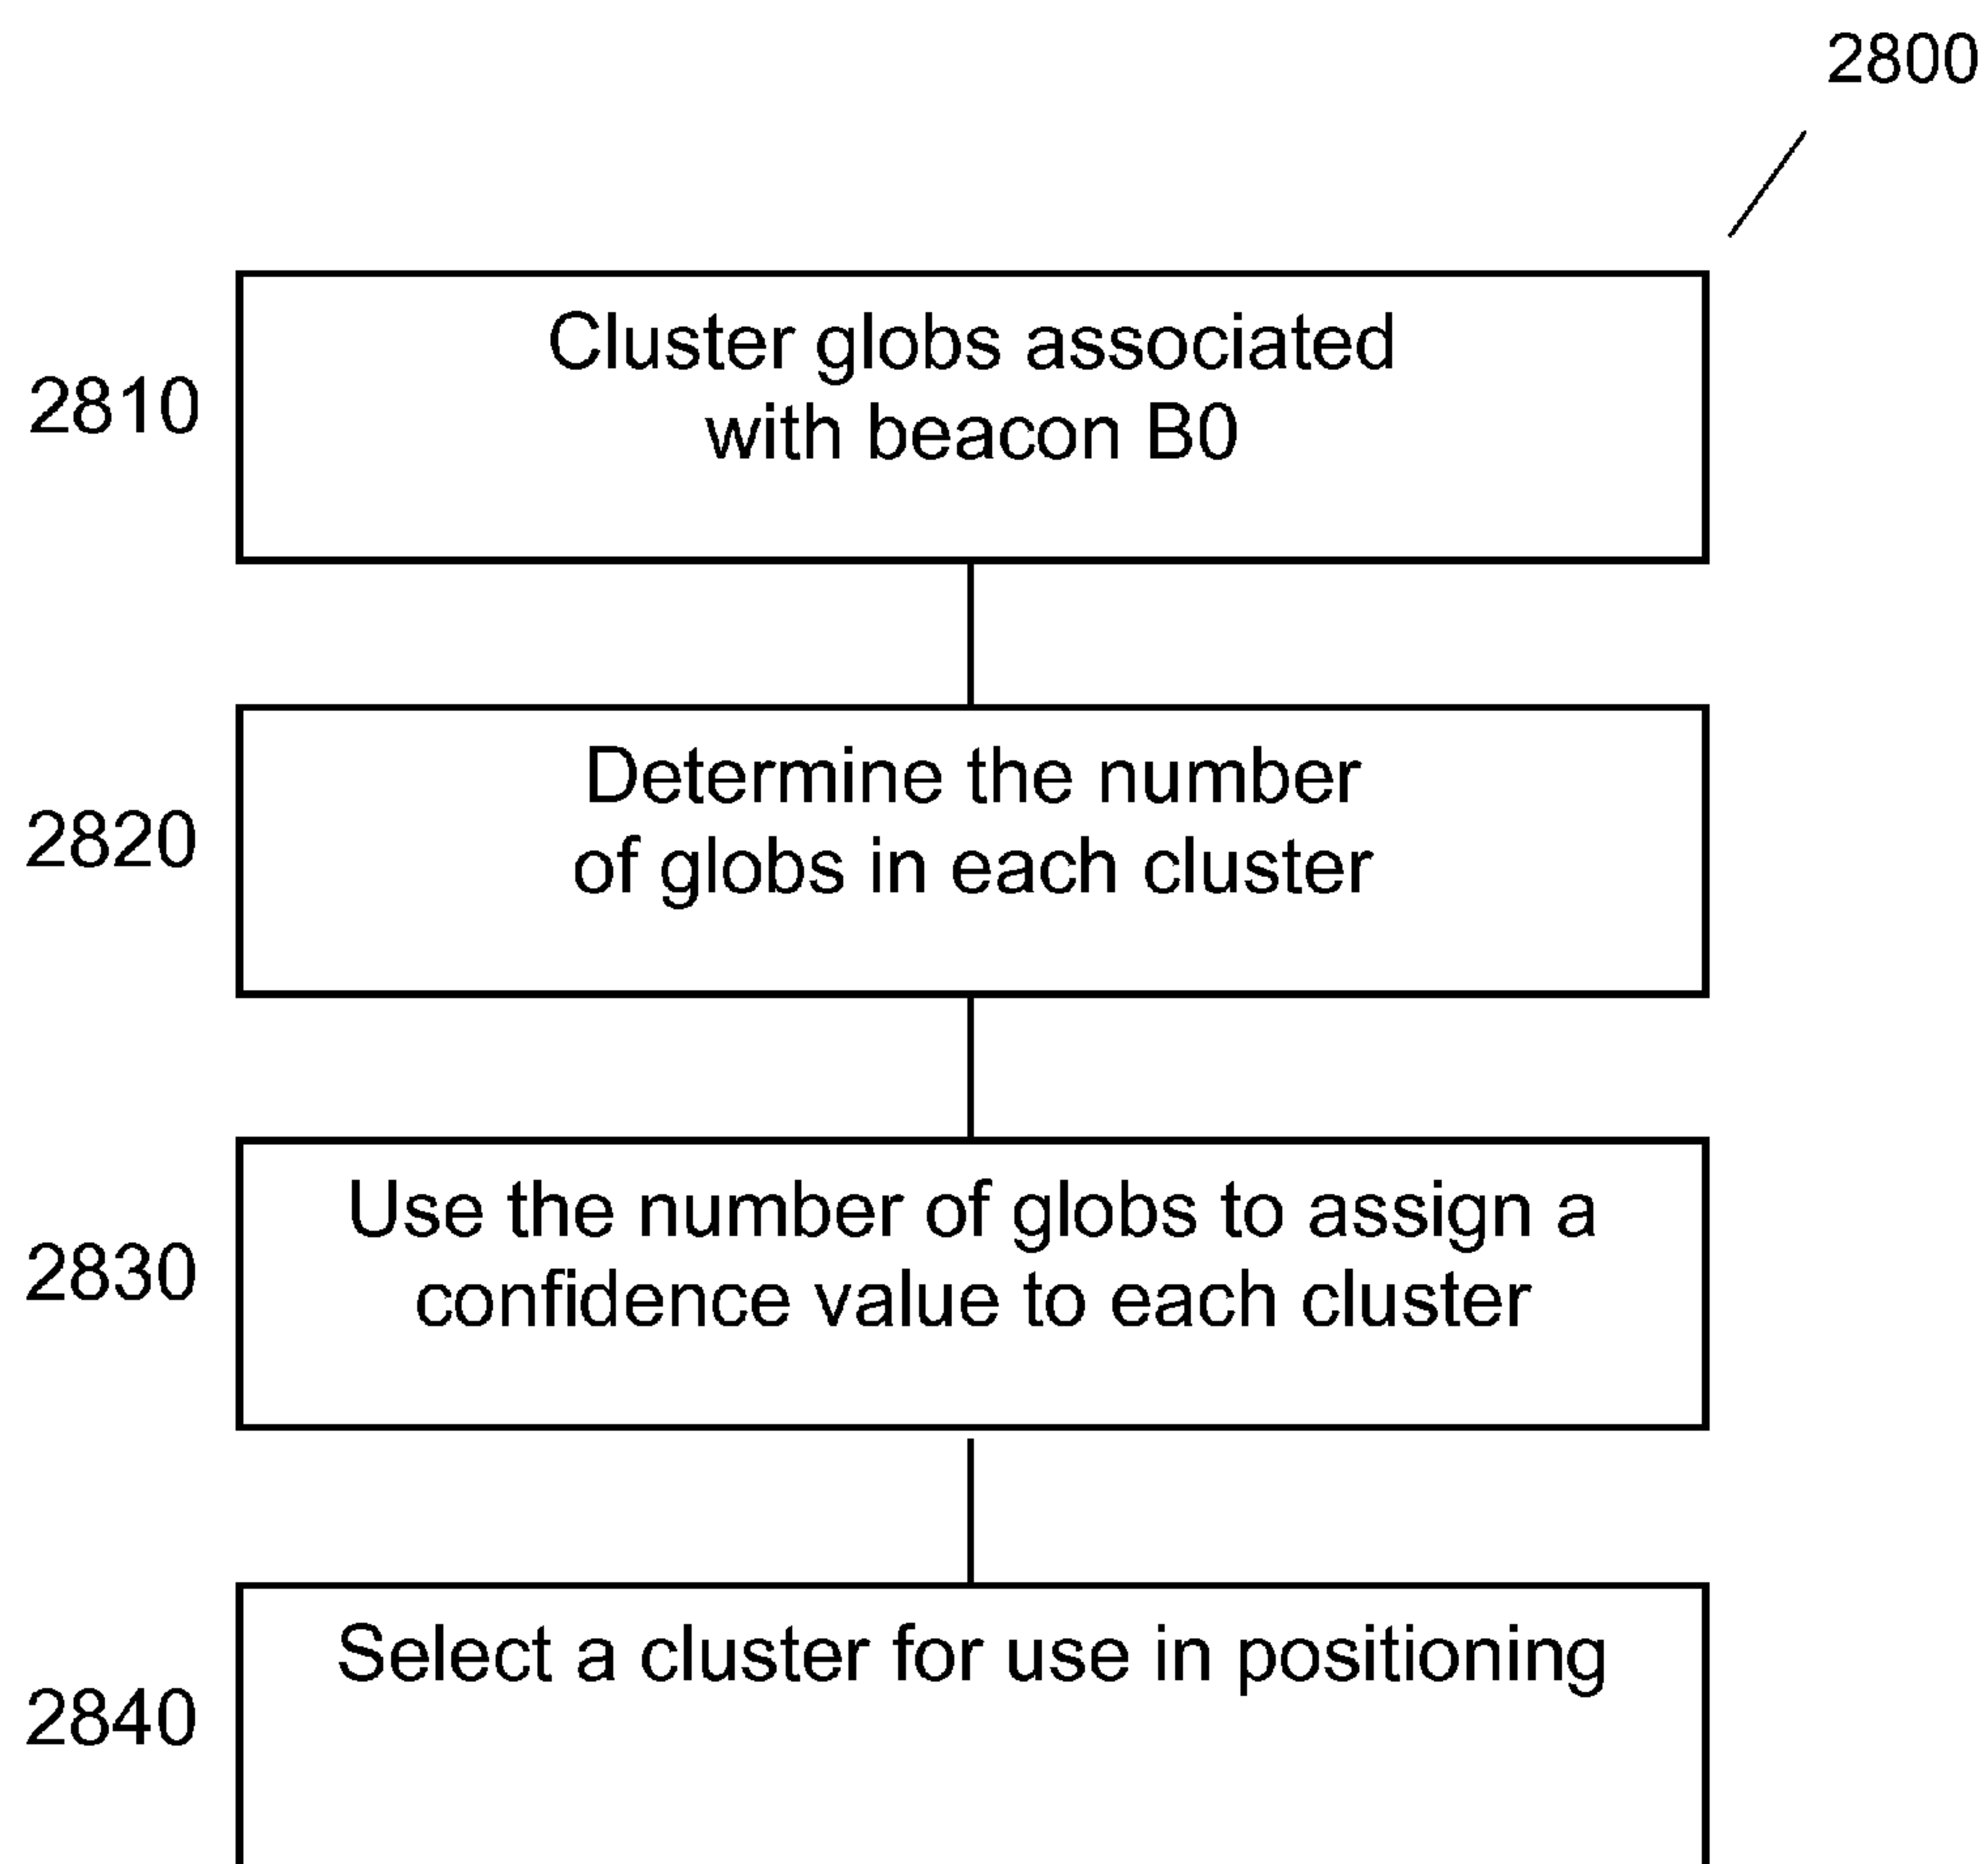 2800
2810
Cluster globs associated
with beacon B0
2820
Determine the number
of globs in each cluster
2830
Use the number of globs to assign a
confidence value to each cluster
2840
Select a cluster for use in positioning